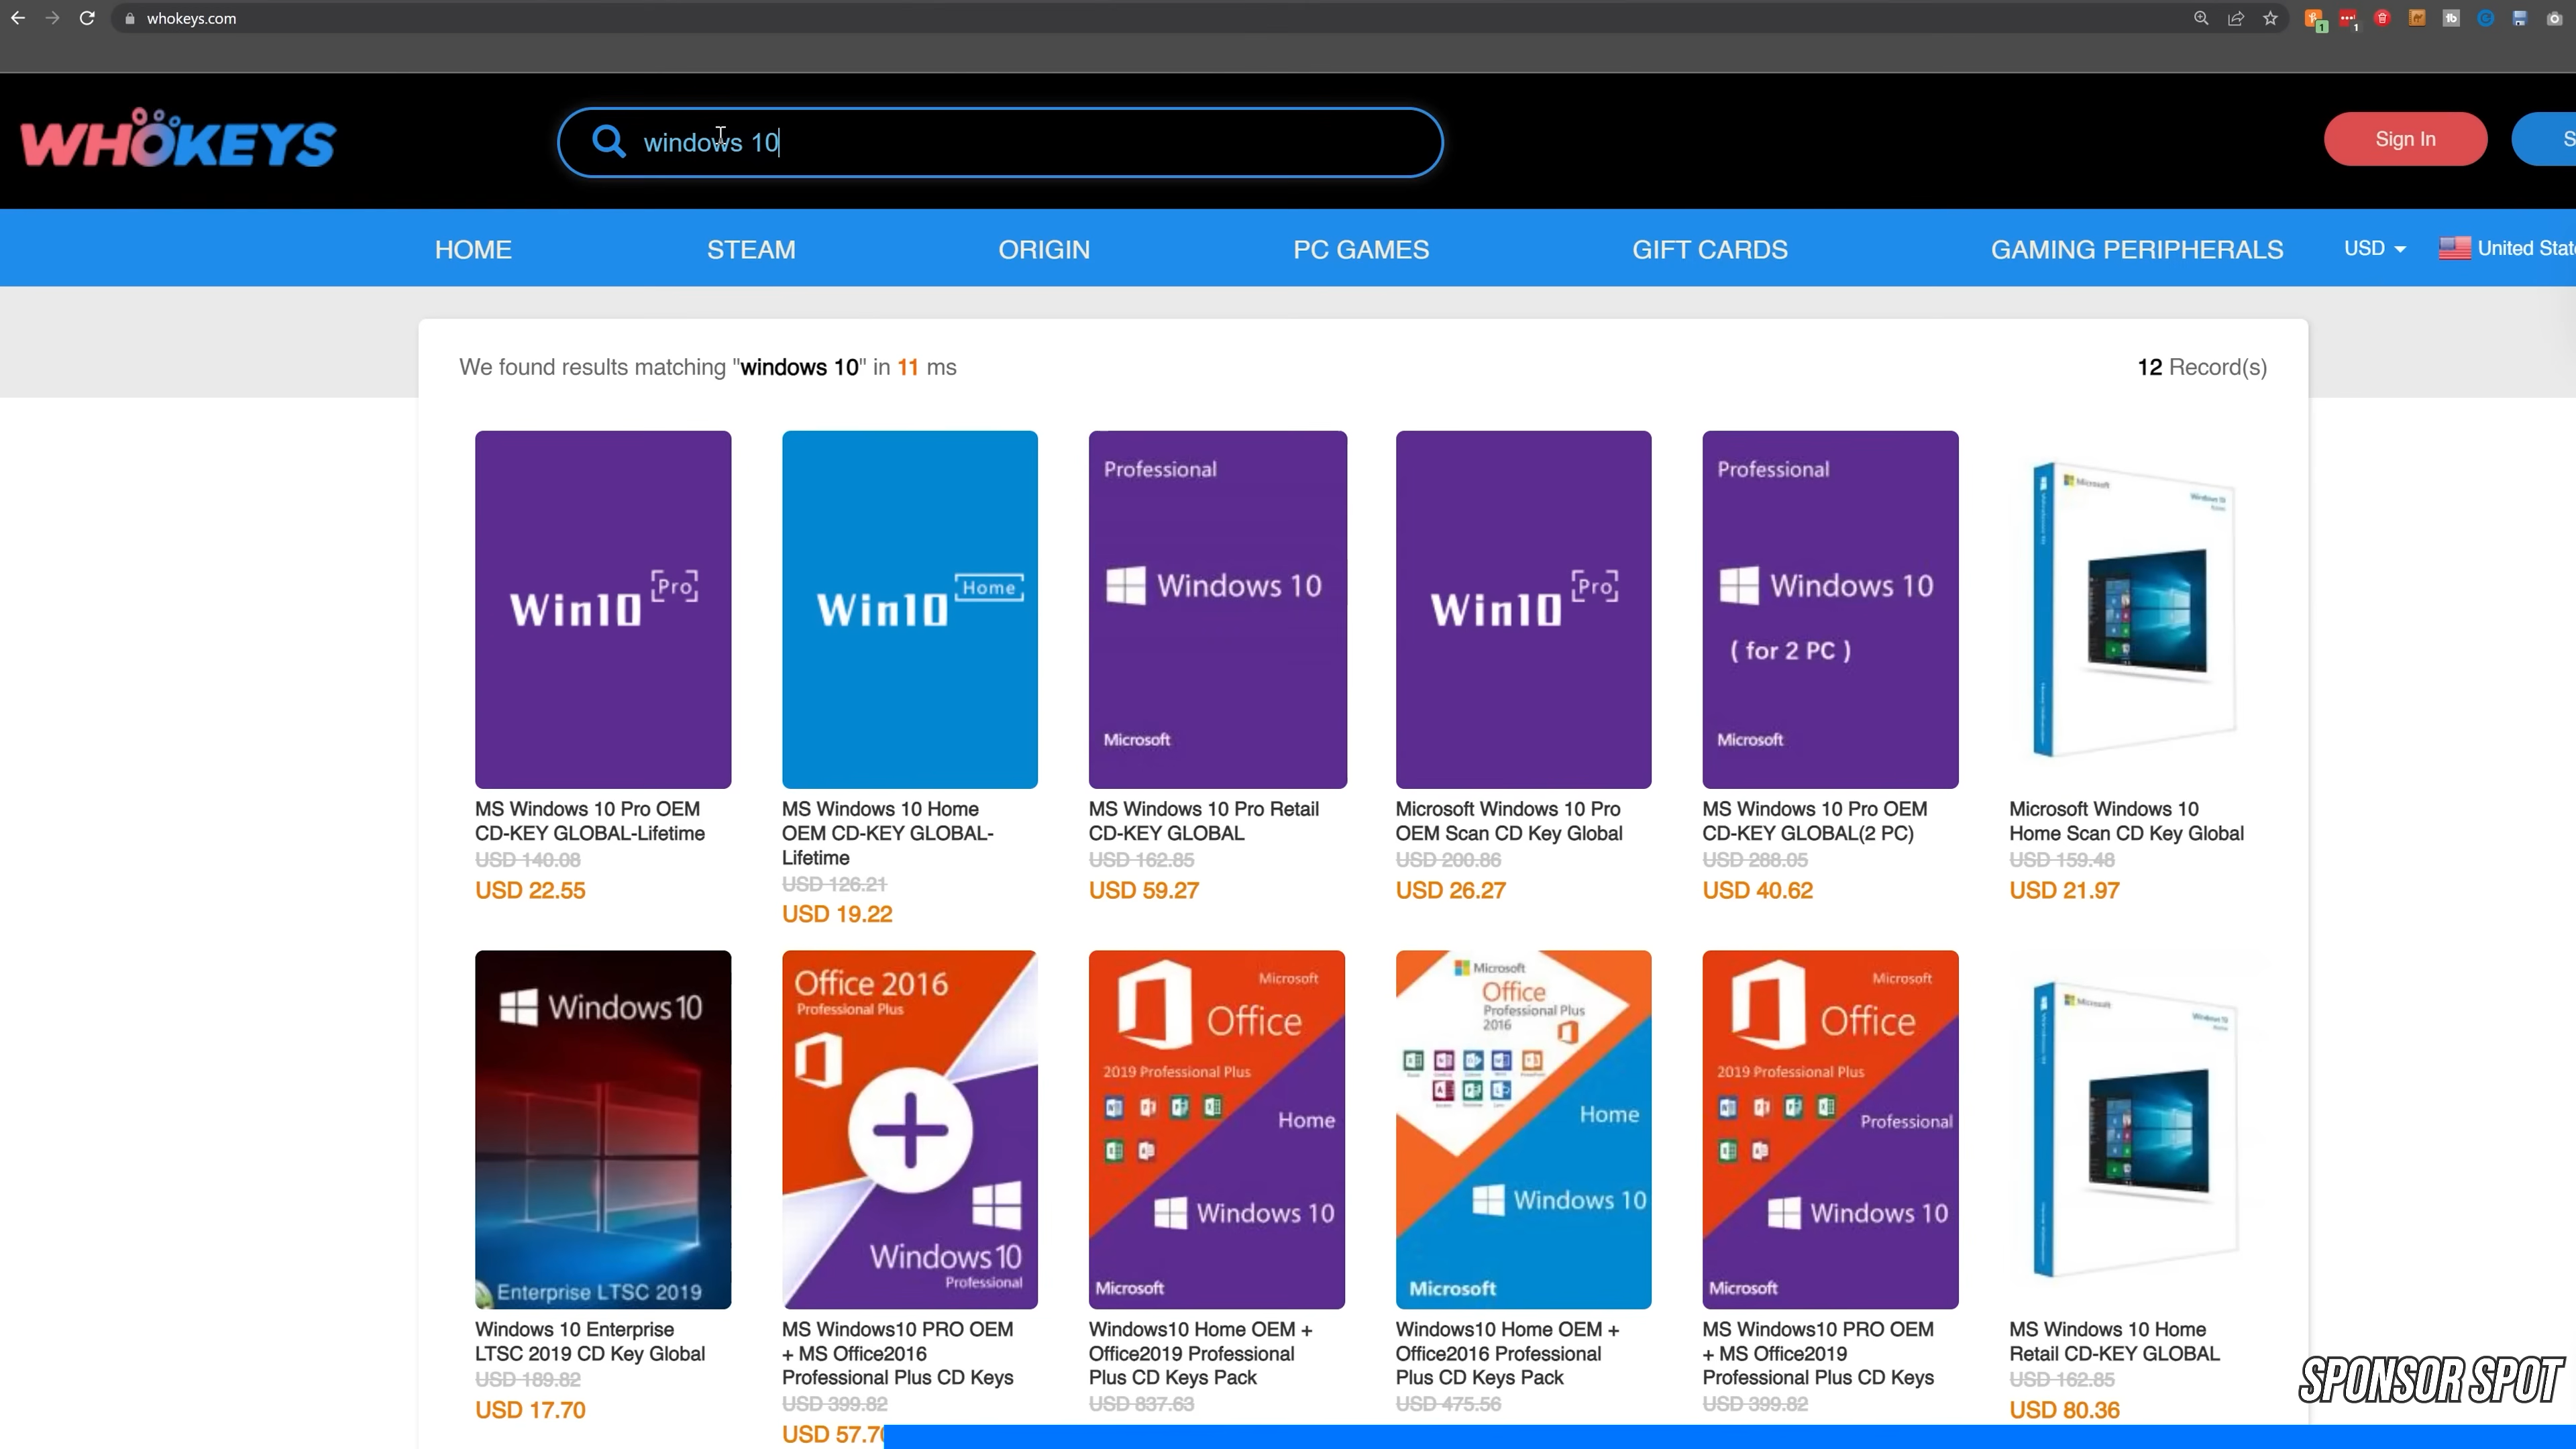 whokeys.com
1
1
WHOKEYS
windows 10
Sign In
S
HOME
STEAM
ORIGIN
PC GAMES
GIFT CARDS
GAMING PERIPHERALS
USD
United Stat
We found results matching "windows 10" in 11 ms
12 Record(s)
Win10 [Pro]
Win10 Home
Professional
Windows 10
Microsoft
Win10 [Pro]
Professional
Windows 10
( for 2 PC )
Microsoft
Microsoft
Windows 10
MS Windows 10 Pro OEM
CD-KEY GLOBAL-Lifetime
USD 140.08
USD 22.55
MS Windows 10 Home
OEM CD-KEY GLOBAL-
Lifetime
USD 126.21
USD 19.22
MS Windows 10 Pro Retail
CD-KEY GLOBAL
USD 162.85
USD 59.27
Microsoft Windows 10 Pro
OEM Scan CD Key Global
USD 200.86
USD 26.27
MS Windows 10 Pro OEM
CD-KEY GLOBAL(2 PC)
USD 288.05
USD 40.62
Microsoft Windows 10
Home Scan CD Key Global
USD 159.48
USD 21.97
Windows 10
Enterprise LTSC 2019
Office 2016
Professional Plus
Windows 10
Professional
Microsoft
Office
2019 Professional Plus
Home
Windows 10
Microsoft
Microsoft
Office
Professional Plus
2016
Home
Windows 10
Microsoft
Microsoft
Office
2019 Professional Plus
Professional
Windows 10
Microsoft
Microsoft
Windows 10
Windows 10 Enterprise
LTSC 2019 CD Key Global
USD 189.82
USD 17.70
MS Windows10 PRO OEM
+ MS Office2016
Professional Plus CD Keys
USD 399.82
USD 57.70
Windows10 Home OEM +
Office2019 Professional
Plus CD Keys Pack
USD 837.63
Windows10 Home OEM +
Office2016 Professional
Plus CD Keys Pack
USD 475.56
MS Windows10 PRO OEM
+ MS Office2019
Professional Plus CD Keys
USD 399.82
MS Windows 10 Home
Retail CD-KEY GLOBAL
USD 162.85
USD 80.36
SPONSOR SPOT